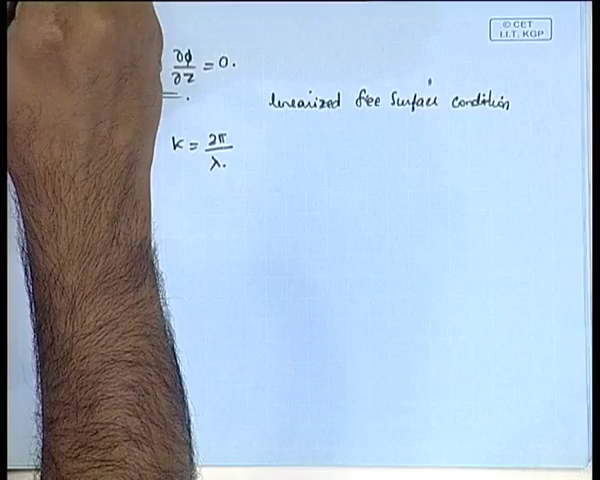 © CET
I.I.T. KGP
∂φ/∂z = 0.
linearized free surface condition
K = 2π/λ.